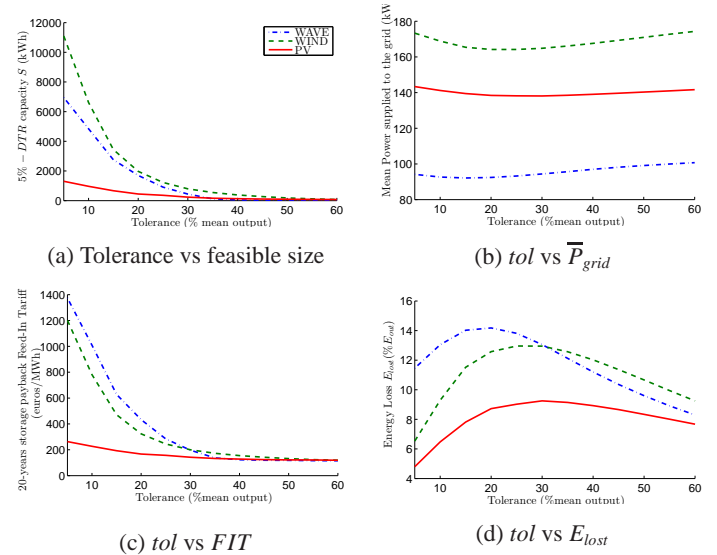 12000
10000
8000
6000
4000
2000
0
5% − DTR capacity S (kWh)
WAVE
WIND
PV
10 20 30 40 50 60
Tolerance (% mean output)
(a) Tolerance vs feasible size
180
160
140
120
100
80
Mean Power supplied to the grid (kW
10 20 30 40 50 60
Tolerance (%mean output)
(b) tol vs P̅grid
1400
1200
1000
800
600
400
200
0
20-years storage payback Feed-In Tariff
(euros/MWh)
10 20 30 40 50 60
Tolerance (%mean output)
(c) tol vs FIT
16
14
12
10
8
6
4
Energy Loss Elost(%Eout)
10 20 30 40 50 60
Tolerance (%mean output)
(d) tol vs Elost